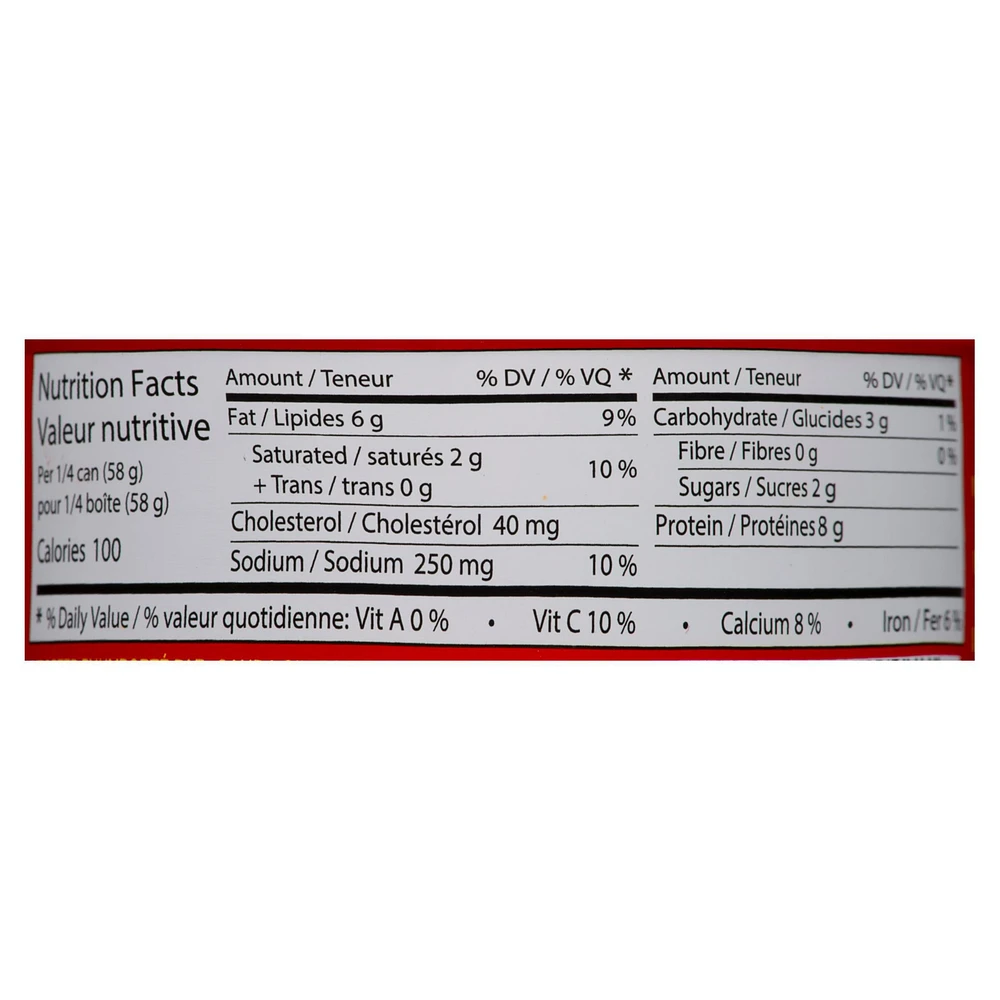 Nutrition Facts
Valeur nutritive
Per 1/4 can (58 g)
pour 1/4 boîte (58 g)
Calories 100
Amount / Teneur % DV / % VQ *
Fat / Lipides 6 g 9%
Saturated / saturés 2 g
+ Trans / trans 0 g 10 %
Cholesterol / Cholestérol 40 mg
Sodium / Sodium 250 mg 10 %
Amount / Teneur % DV / % VQ*
Carbohydrate / Glucides 3 g 1%
Fibre / Fibres 0 g 0%
Sugars / Sucres 2 g
Protein / Protéines 8 g
* % Daily Value / % valeur quotidienne: Vit A 0 % • Vit C 10 % • Calcium 8 % • Iron / Fer 6 %